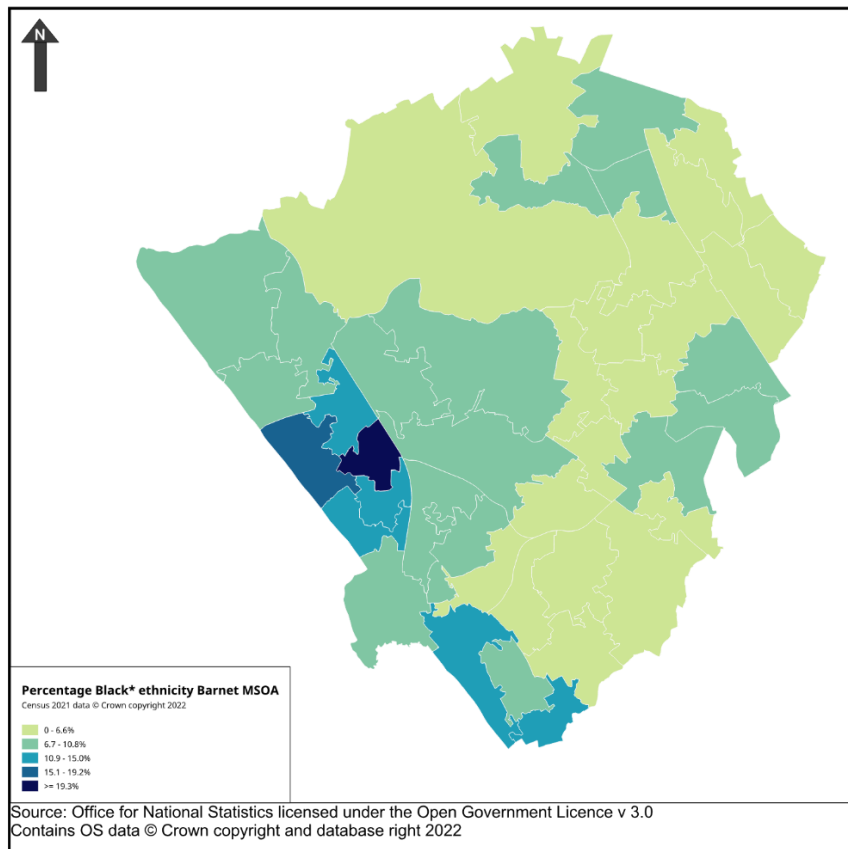 N
Percentage Black* ethnicity Barnet MSOA
Census 2021 data © Crown copyright 2022
0 - 6.6%
6.7 - 10.8%
10.9 - 15.0%
15.1 - 19.2%
>= 19.3%
Source: Office for National Statistics licensed under the Open Government Licence v 3.0
Contains OS data © Crown copyright and database right 2022